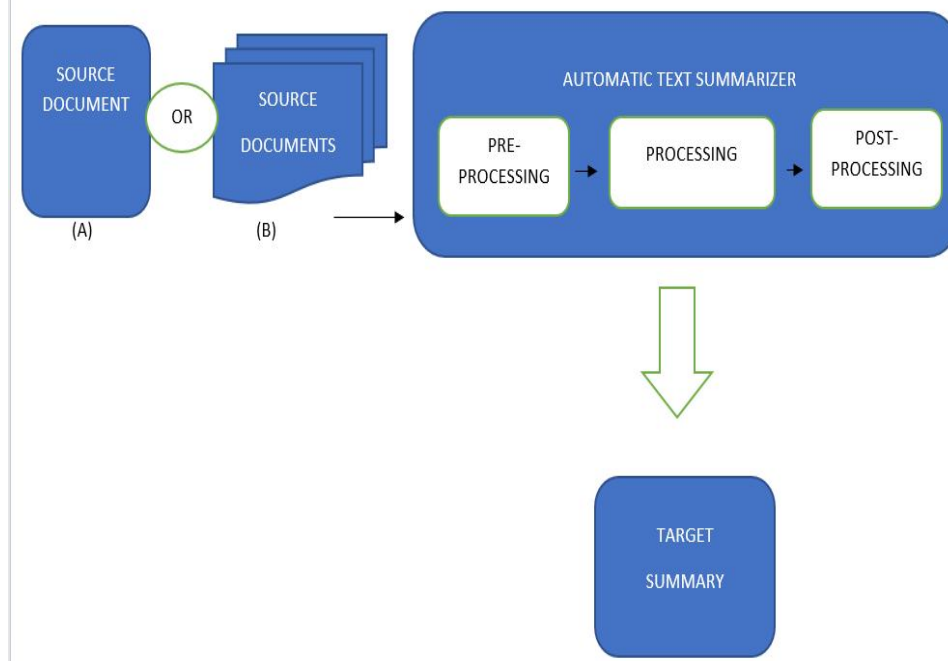 SOURCE
DOCUMENT
(A)
OR
SOURCE
DOCUMENTS
(B)
AUTOMATIC TEXT SUMMARIZER
PRE-
PROCESSING
PROCESSING
POST-
PROCESSING
TARGET
SUMMARY